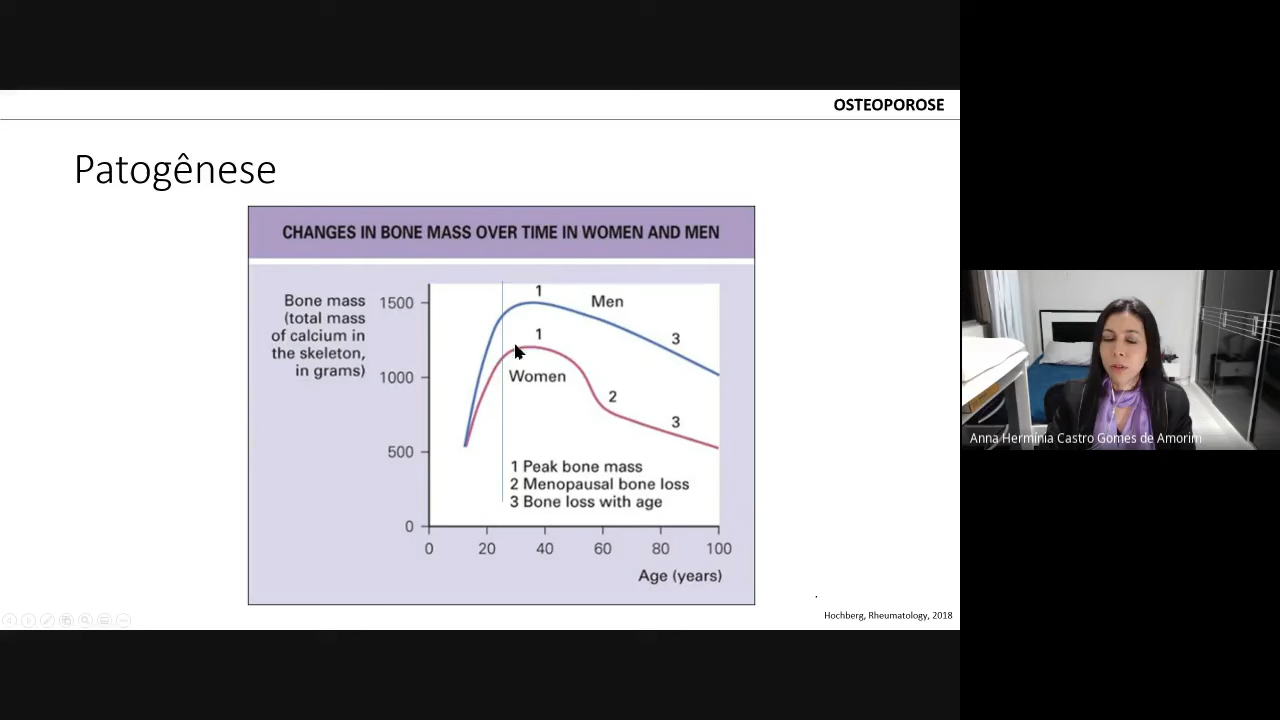 OSTEOPOROSE
Patogênese
CHANGES IN BONE MASS OVER TIME IN WOMEN AND MEN
Bone mass
(total mass
of calcium in
the skeleton,
in grams)
1500
1000
500
0
1
Men
3
1
Women
2
3
1 Peak bone mass
2 Menopausal bone loss
3 Bone loss with age
0 20 40 60 80 100
Age (years)
Hochberg, Rheumatology, 2018
Anna Hermínia Castro Gomes de Amorim